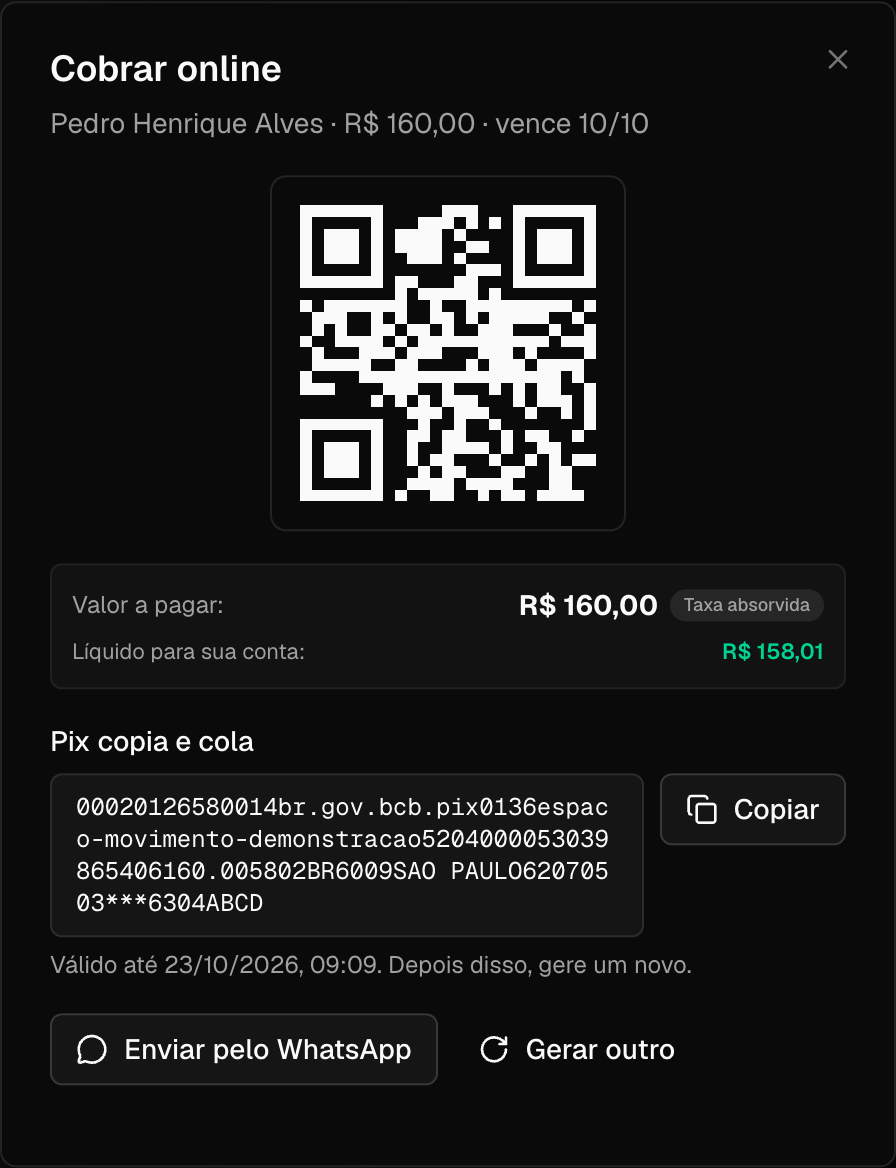 Cobrar online
Pedro Henrique Alves · R$ 160,00 · vence 10/10
Valor a pagar:
R$ 160,00
Taxa absorvida
Líquido para sua conta:
R$ 158,01
Pix copia e cola
00020126580014br.gov.bcb.pix0136espac
o-movimento-demonstracao5204000053039
865406160.005802BR6009SAO PAULO620705
03***6304ABCD
Copiar
Válido até 23/10/2026, 09:09. Depois disso, gere um novo.
Enviar pelo WhatsApp
Gerar outro